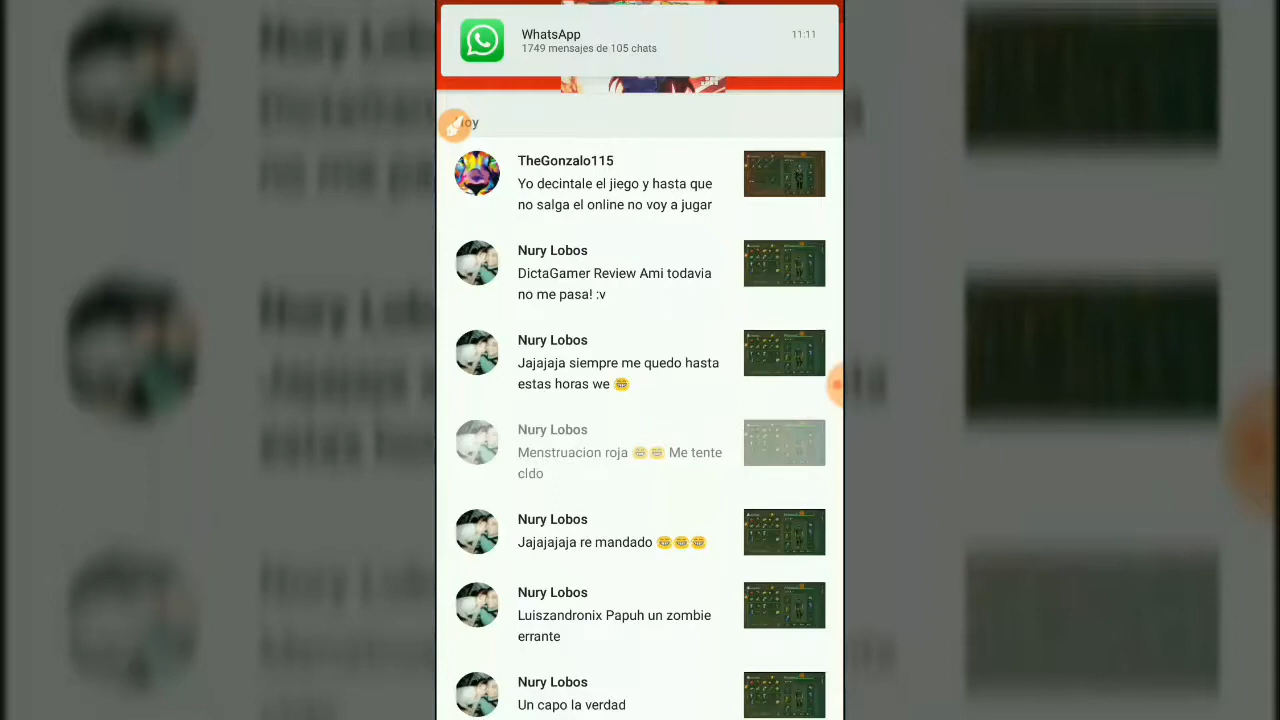 WhatsApp
11:11
1749 mensajes de 105 chats
oy
TheGonzalo115
Yo decintale el jiego y hasta que
no salga el online no voy a jugar
Nury Lobos
DictaGamer Review Ami todavia
no me pasa! :v
Nury Lobos
Jajajaja siempre me quedo hasta
estas horas we 🤓
Nury Lobos
Menstruacion roja 😂😂 Me tente
cldo
Nury Lobos
Jajajajaja re mandado 😂😂😂
Nury Lobos
Luiszandronix Papuh un zombie
errante
Nury Lobos
Un capo la verdad